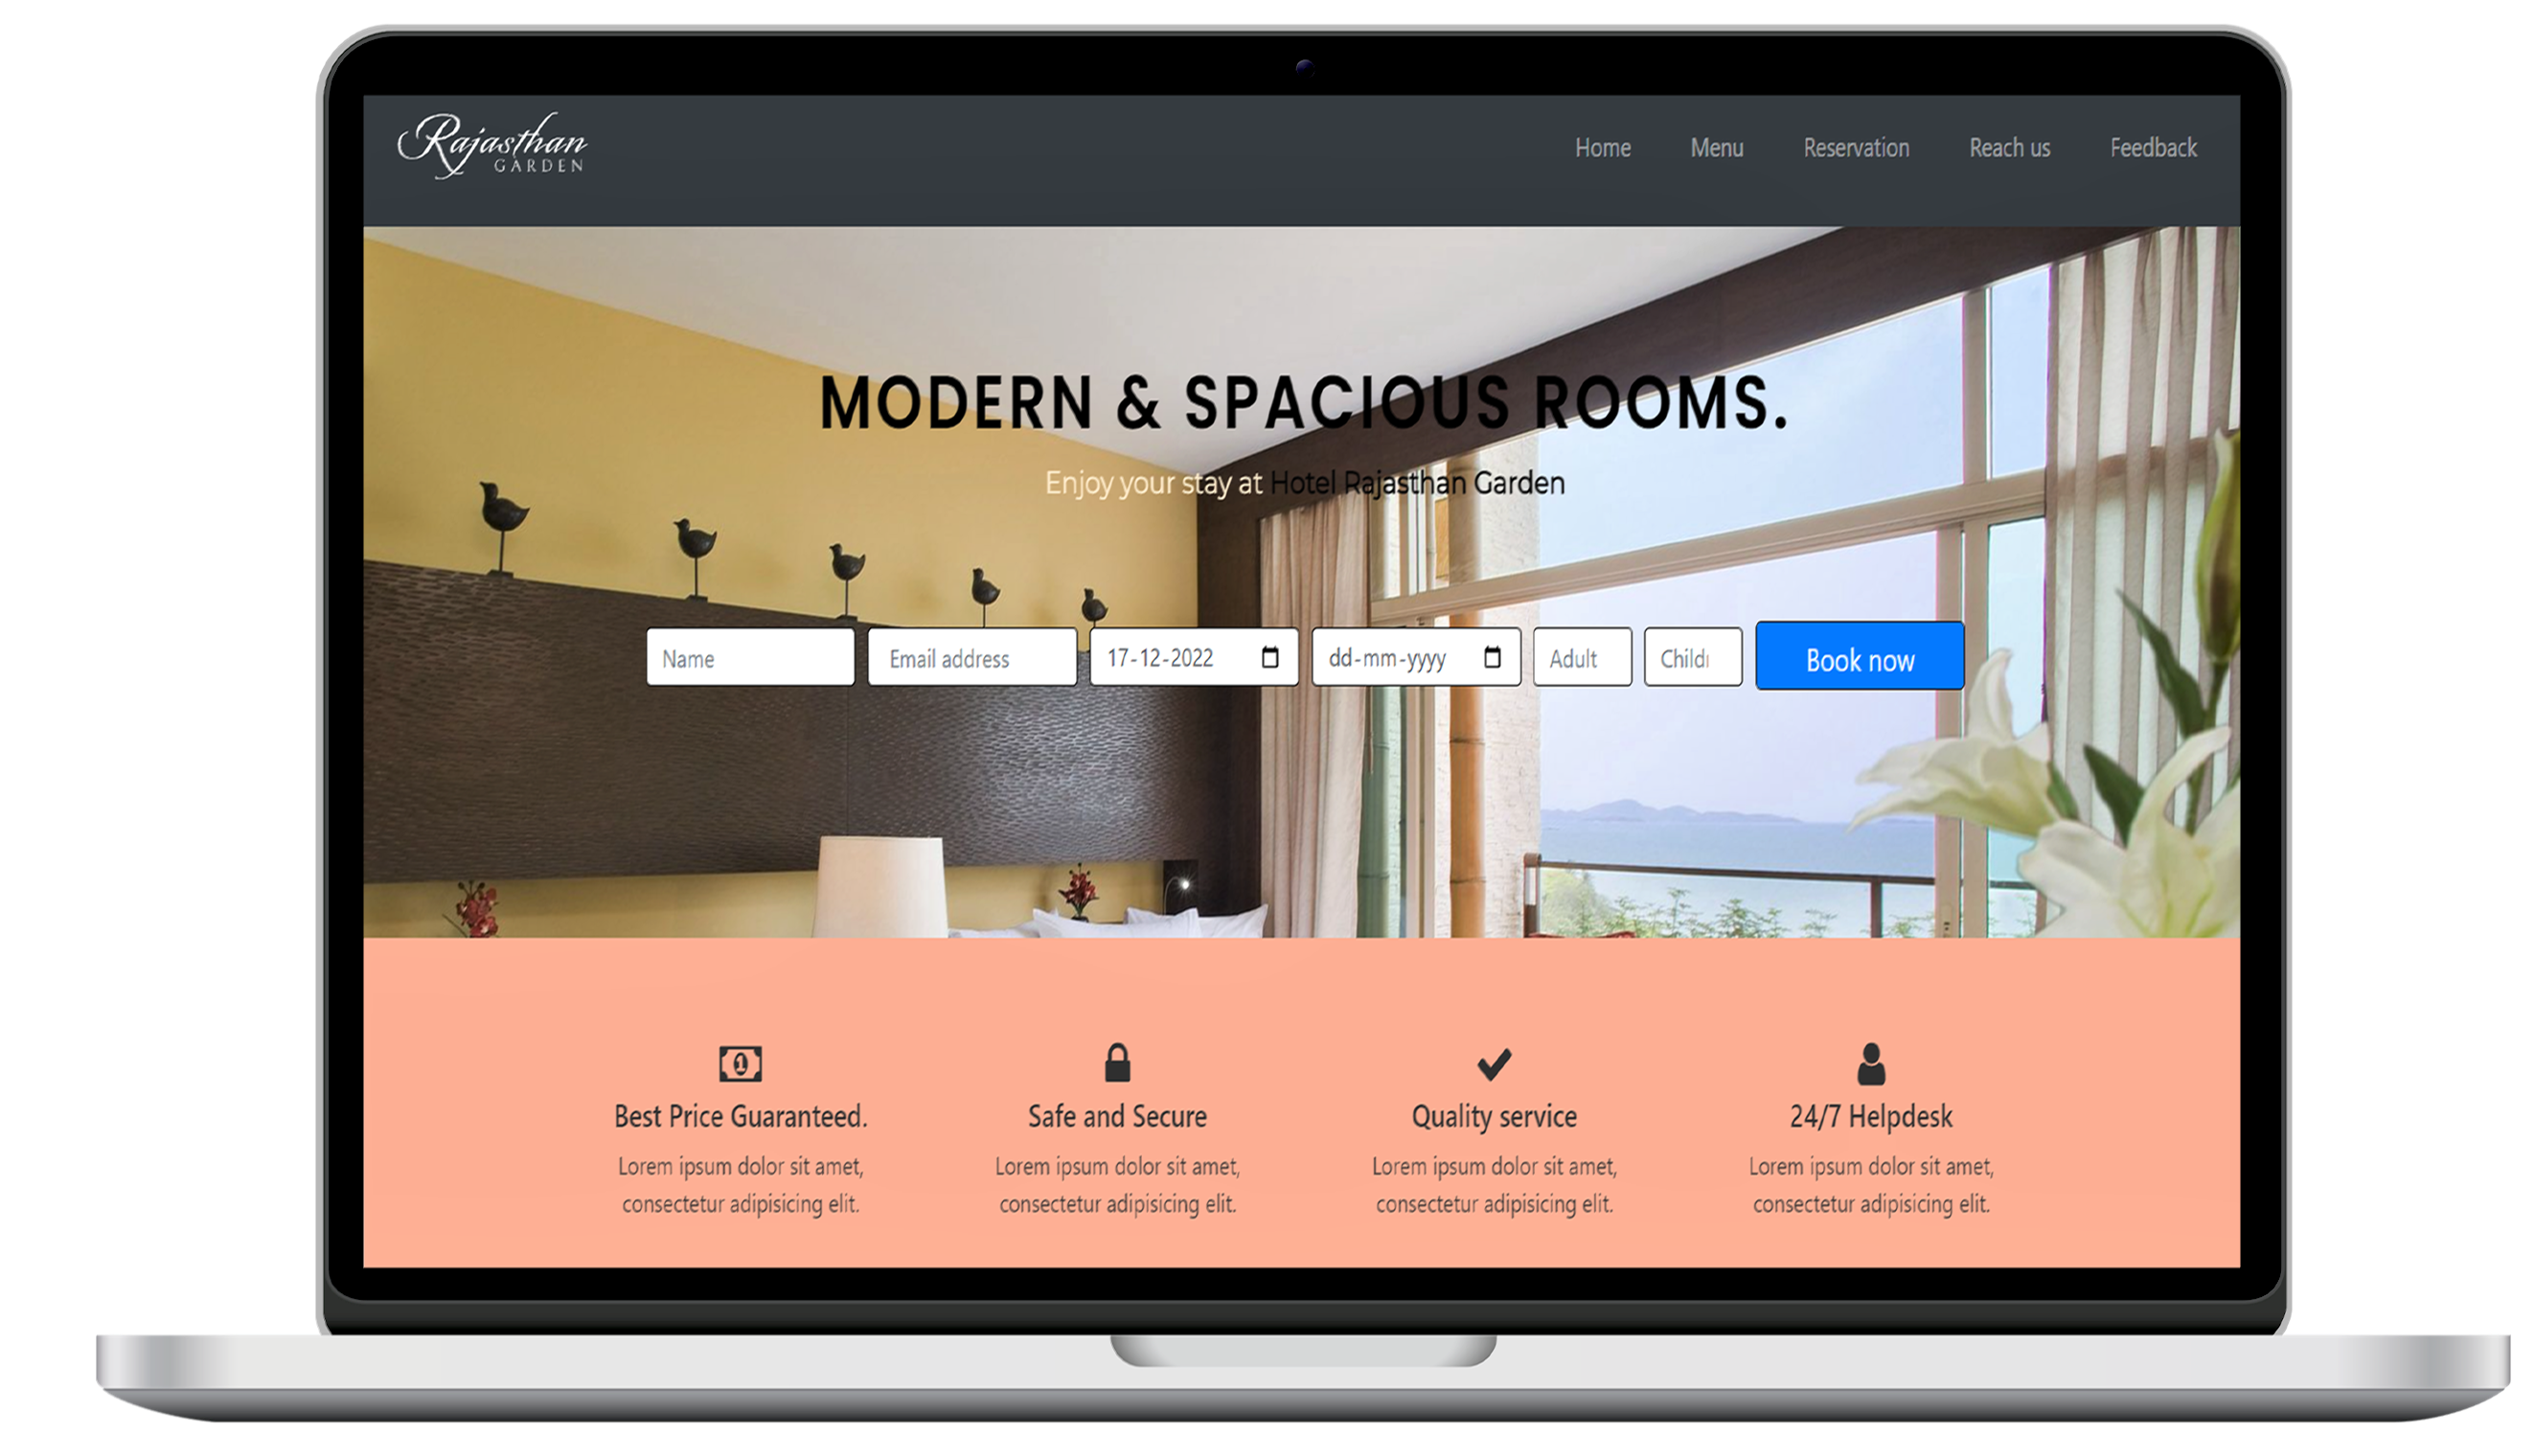 Rajasthan
GARDEN
Home Menu Reservation Reach us Feedback
MODERN & SPACIOUS ROOMS.
Enjoy your stay at Hotel Rajasthan Garden
Name Email address 17-12-2022 dd-mm-yyyy Adult Child Book now
1
Best Price Guaranteed. Safe and Secure Quality service 24/7 Helpdesk
Lorem ipsum dolor sit amet, Lorem ipsum dolor sit amet, Lorem ipsum dolor sit amet, Lorem ipsum dolor sit amet,
consectetur adipisicing elit. consectetur adipisicing elit. consectetur adipisicing elit. consectetur adipisicing elit.